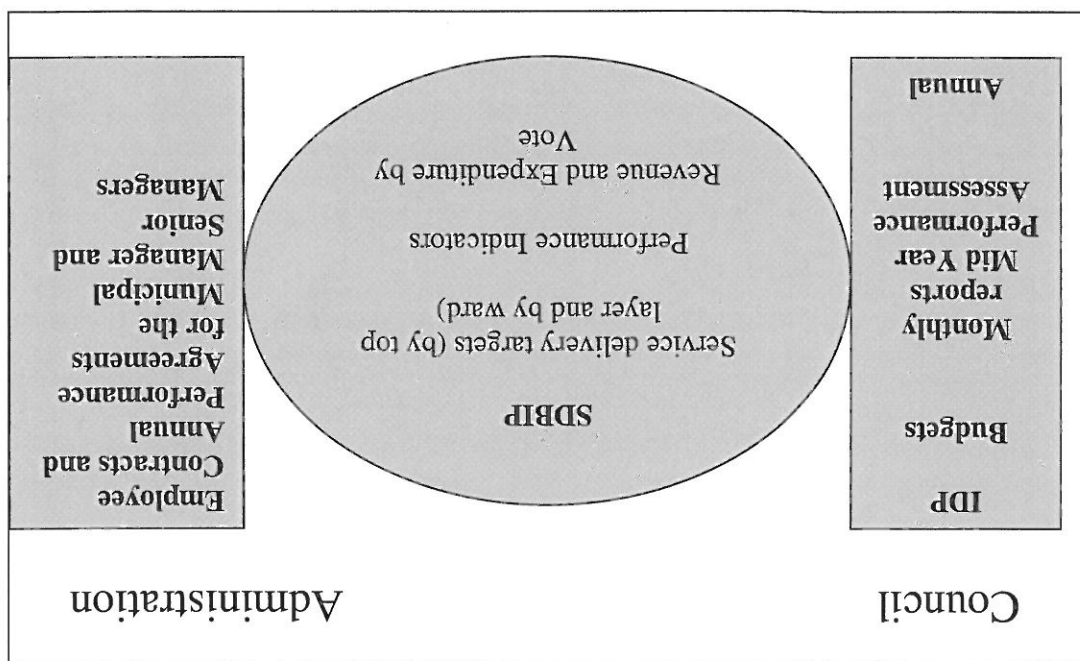 Council
Administration
IDP
Budgets
Monthly
reports
Mid Year
Performance
Assessment
Annual
SDBIP
Service delivery targets (by top
layer and by ward)
Performance Indicators
Revenue and Expenditure by
Vote
Employee
Contracts and
Annual
Performance
Agreements
for the
Municipal
Manager and
Senior
Managers